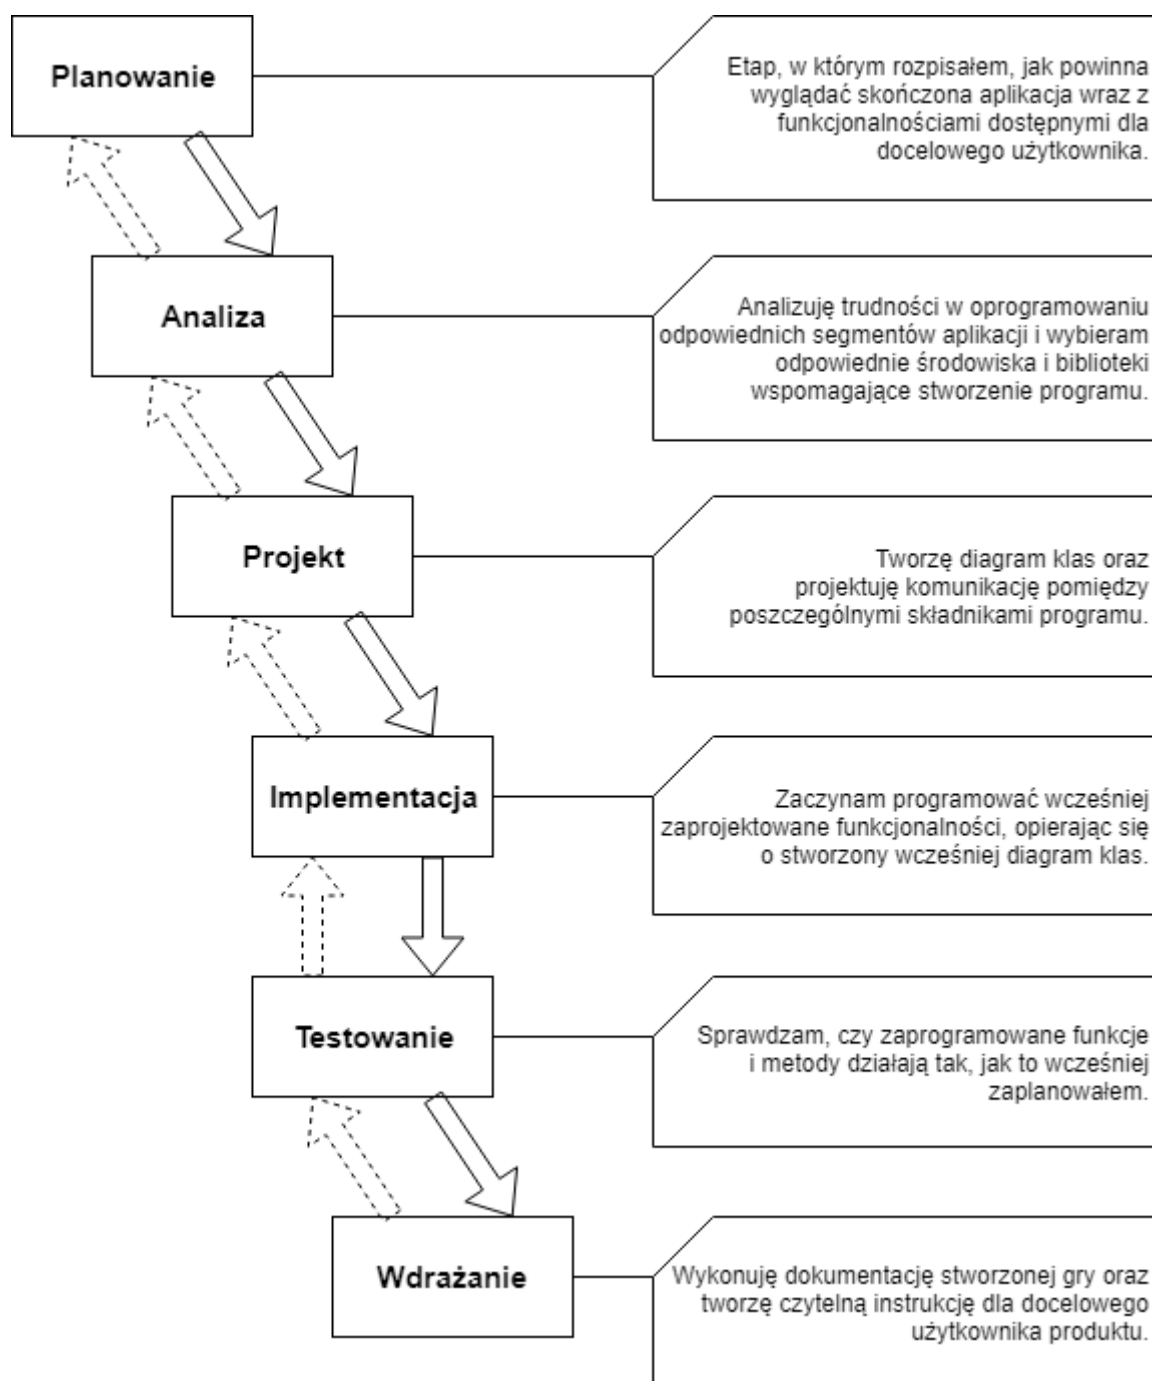 Planowanie
Etap, w którym rozpisałem, jak powinna
wyglądać skończona aplikacja wraz z
funkcjonalnościami dostępnymi dla
docelowego użytkownika.
Analiza
Analizuję trudności w oprogramowaniu
odpowiednich segmentów aplikacji i wybieram
odpowiednie środowiska i biblioteki
wspomagające stworzenie programu.
Projekt
Tworzę diagram klas oraz
projektuję komunikację pomiędzy
poszczególnymi składnikami programu.
Implementacja
Zaczynam programować wcześniej
zaprojektowane funkcjonalności, opierając się
o stworzony wcześniej diagram klas.
Testowanie
Sprawdzam, czy zaprogramowane funkcje
i metody działają tak, jak to wcześniej
zaplanowałem.
Wdrażanie
Wykonuję dokumentację stworzonej gry oraz
tworzę czytelną instrukcję dla docelowego
użytkownika produktu.